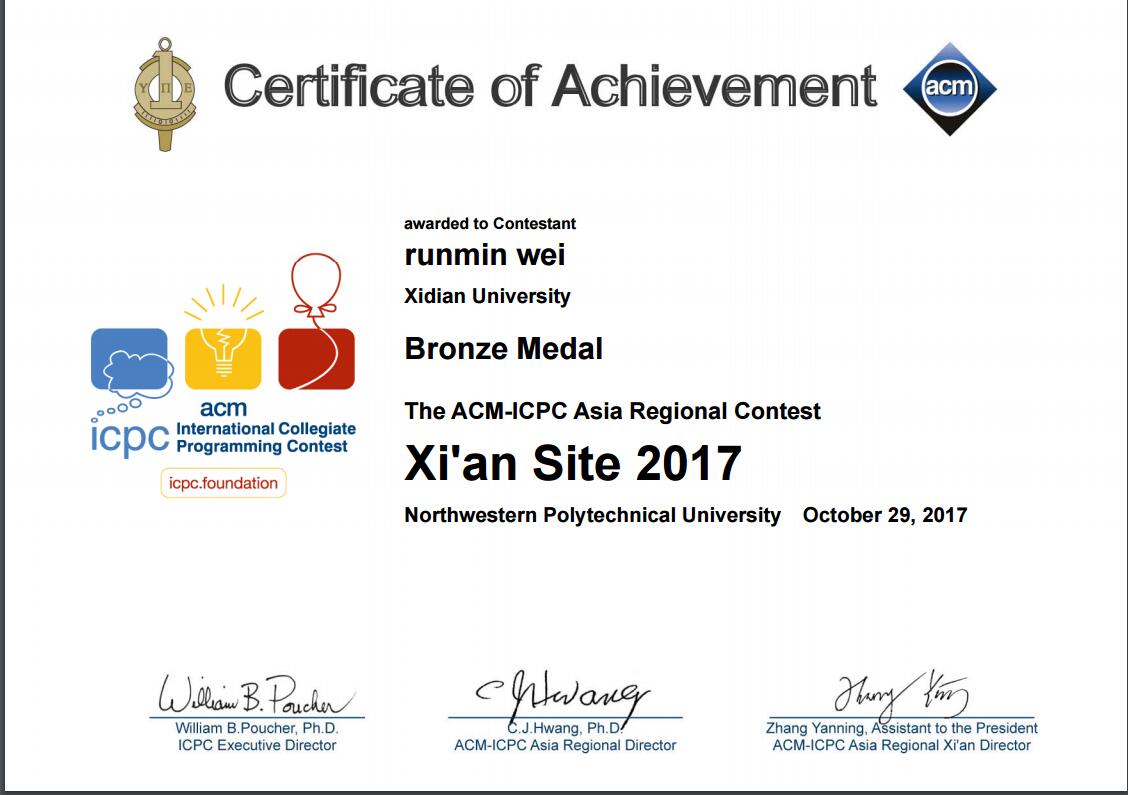 Certificate of Achievement
Y Π E
acm
awarded to Contestant
runmin wei
Xidian University
Bronze Medal
The ACM-ICPC Asia Regional Contest
Xi'an Site 2017
Northwestern Polytechnical University October 29, 2017
acm
icpc International Collegiate
Programming Contest
icpc.foundation
William B. Poucher
William B.Poucher, Ph.D.
ICPC Executive Director
C J Hwang
C.J.Hwang, Ph.D.
ACM-ICPC Asia Regional Director
Zhang Yanning, Assistant to the President
ACM-ICPC Asia Regional Xi'an Director